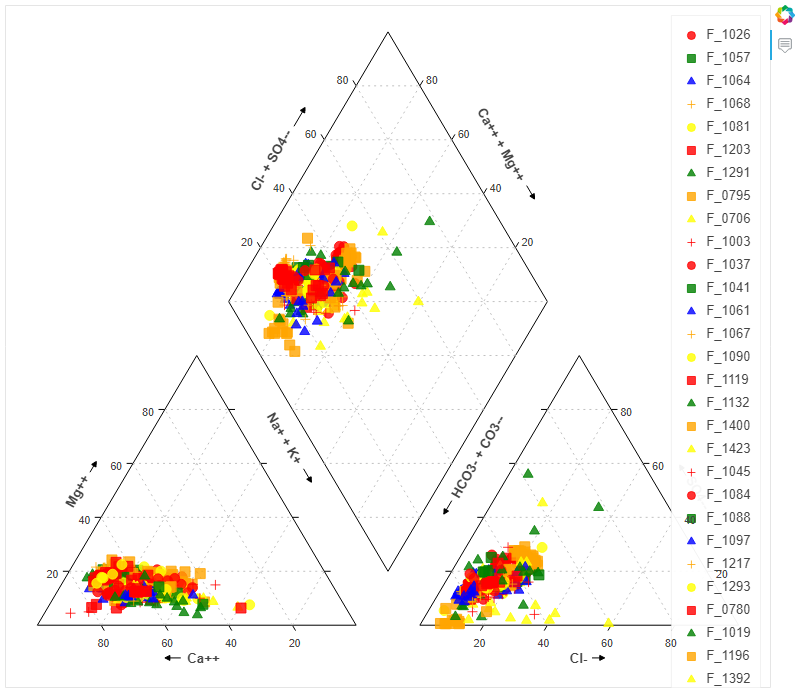 F_1026
F_1057
F_1064
F_1068
F_1081
F_1203
F_1291
F_0795
F_0706
F_1003
F_1037
F_1041
F_1061
F_1067
F_1090
F_1119
F_1132
F_1400
F_1423
F_1045
F_1084
F_1088
F_1097
F_1217
F_1293
F_0780
F_1019
F_1196
F_1392
80 80
60 60
40 40
20 20
Cl- + SO4--
Ca++ + Mg++
Na+ + K+
HCO3- + CO3--
80
60
40
20
Mg++
80 60 40 20
Ca++
80
60
40
20
20 40 60 80
Cl-